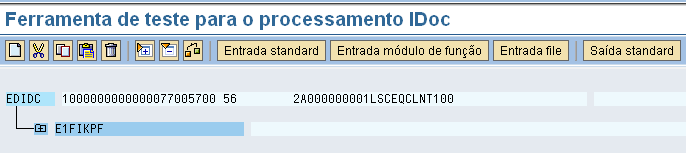 Ferramenta de teste para o processamento IDoc
Entrada standard Entrada módulo de função Entrada file Saída standard
EDIDC 1000000000000077005700 56 2A000000001LSCEQCLNT100
E1FIKPF